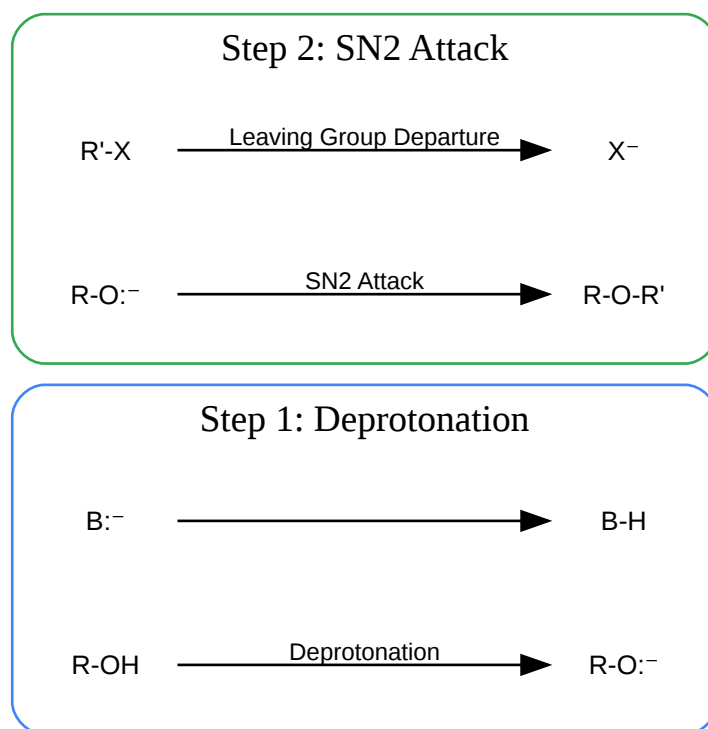 Step 2: SN2 Attack
R'-X
Leaving Group Departure
X⁻
R-O:⁻
SN2 Attack
R-O-R'
Step 1: Deprotonation
B:⁻
B-H
R-OH
Deprotonation
R-O:⁻